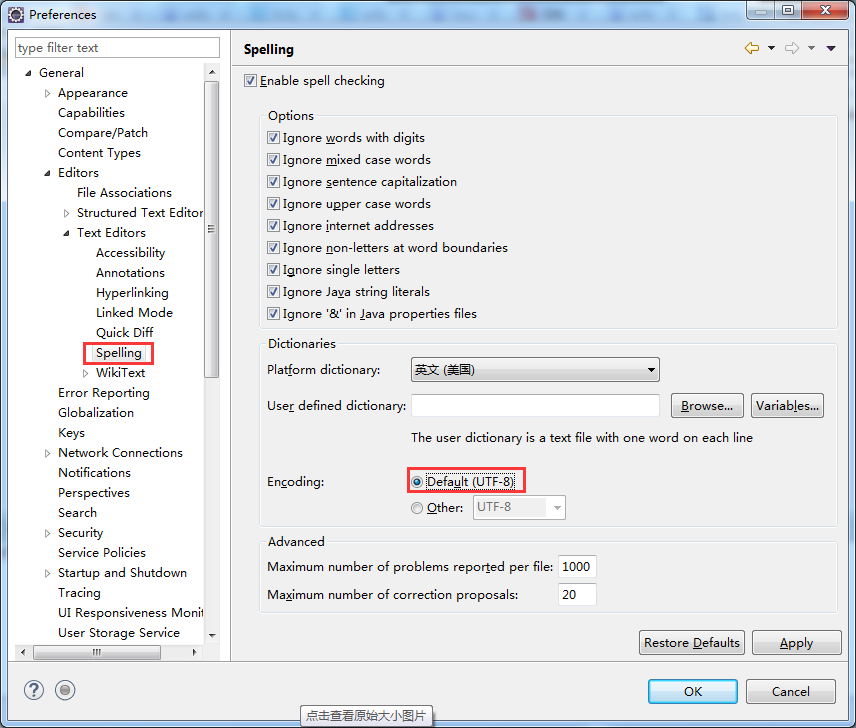 Preferences
type filter text
General
Appearance
Capabilities
Compare/Patch
Content Types
Editors
File Associations
Structured Text Editor
Text Editors
Accessibility
Annotations
Hyperlinking
Linked Mode
Quick Diff
Spelling
WikiText
Error Reporting
Globalization
Keys
Network Connections
Notifications
Perspectives
Search
Security
Service Policies
Startup and Shutdown
Tracing
UI Responsiveness Monit
User Storage Service
Spelling
Enable spell checking
Options
Ignore words with digits
Ignore mixed case words
Ignore sentence capitalization
Ignore upper case words
Ignore internet addresses
Ignore non-letters at word boundaries
Ignore single letters
Ignore Java string literals
Ignore '&' in Java properties files
Dictionaries
Platform dictionary: 英文 (美国)
User defined dictionary: Browse... Variables...
The user dictionary is a text file with one word on each line
Encoding: Default (UTF-8)
Other: UTF-8
Advanced
Maximum number of problems reported per file: 1000
Maximum number of correction proposals: 20
Restore Defaults Apply
? OK Cancel
点击查看原始大小图片